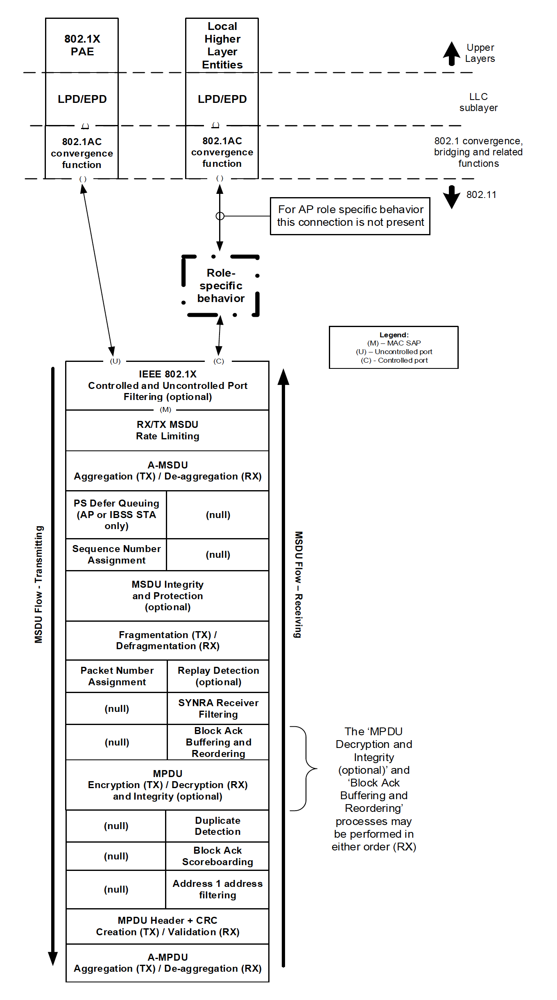 802.1X
PAE
Local
Higher
Layer
Entities
Upper
Layers
LPD/EPD
LPD/EPD
LLC
sublayer
( )
( )
802.1AC
convergence
function
802.1AC
convergence
function
802.1 convergence,
bridging and related
functions
( )
( )
802.11
For AP role specific behavior
this connection is not present
Role-
specific
behavior
Legend:
(M) – MAC SAP
(U) – Uncontrolled port
(C) - Controlled port
(U)
(C)
IEEE 802.1X
Controlled and Uncontrolled Port
Filtering (optional)
(M)
RX/TX MSDU
Rate Limiting
A-MSDU
Aggregation (TX) / De-aggregation (RX)
PS Defer Queuing
(AP or IBSS STA
only)
(null)
Sequence Number
Assignment
(null)
MSDU Flow - Transmitting
MSDU Flow – Receiving
MSDU Integrity
and Protection
(optional)
Fragmentation (TX) /
Defragmentation (RX)
Packet Number
Assignment
Replay Detection
(optional)
(null)
SYNRA Receiver
Filtering
(null)
Block Ack
Buffering and
Reordering
MPDU
Encryption (TX) / Decryption (RX)
and Integrity (optional)
The ‘MPDU
Decryption and
Integrity
(optional)’ and
‘Block Ack
Buffering and
Reordering’
processes may
be performed in
either order (RX)
(null)
Duplicate
Detection
(null)
Block Ack
Scoreboarding
(null)
Address 1 address
filtering
MPDU Header + CRC
Creation (TX) / Validation (RX)
A-MPDU
Aggregation (TX) / De-aggregation (RX)